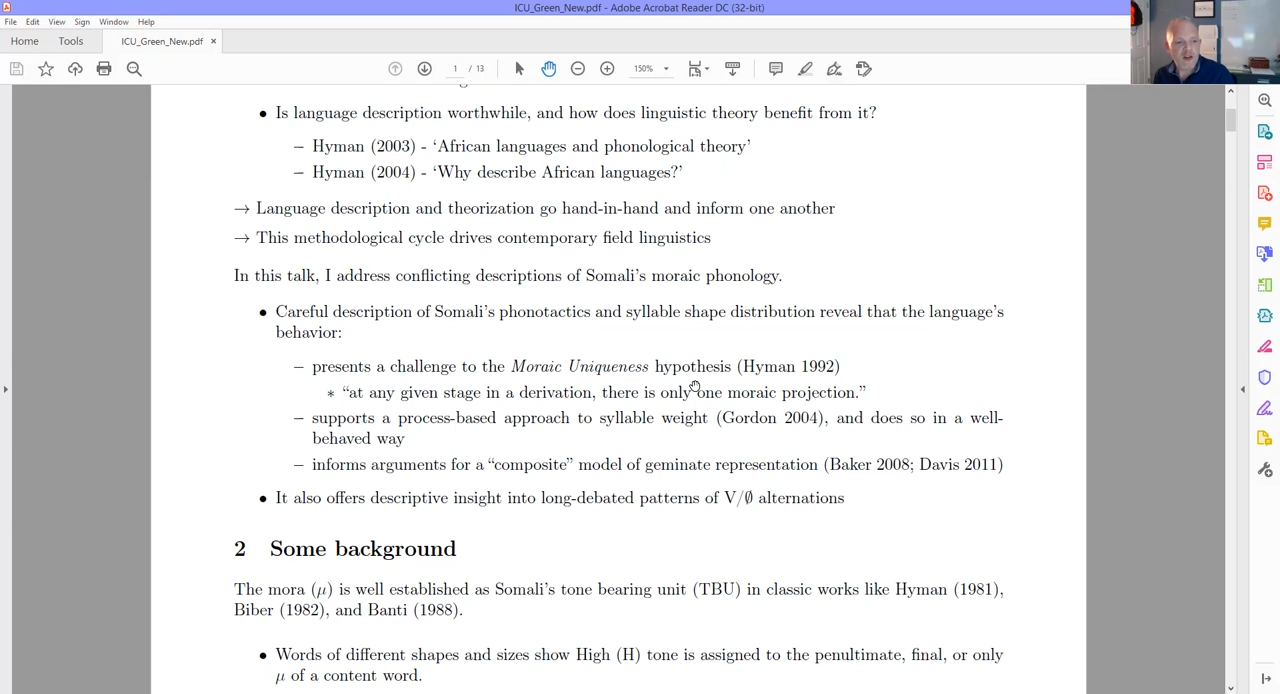 ICU_Green_New.pdf - Adobe Acrobat Reader DC (32-bit)
File Edit View Sign Window Help
Home Tools ICU_Green_New.pdf ×
1 / 13 150%
• Is language description worthwhile, and how does linguistic theory benefit from it?
– Hyman (2003) - ‘African languages and phonological theory’
– Hyman (2004) - ‘Why describe African languages?’
→ Language description and theorization go hand-in-hand and inform one another
→ This methodological cycle drives contemporary field linguistics
In this talk, I address conflicting descriptions of Somali’s moraic phonology.
• Careful description of Somali’s phonotactics and syllable shape distribution reveal that the language’s
behavior:
– presents a challenge to the Moraic Uniqueness hypothesis (Hyman 1992)
∗ “at any given stage in a derivation, there is only one moraic projection.”
– supports a process-based approach to syllable weight (Gordon 2004), and does so in a well-
behaved way
– informs arguments for a “composite” model of geminate representation (Baker 2008; Davis 2011)
• It also offers descriptive insight into long-debated patterns of V/∅ alternations
2 Some background
The mora (μ) is well established as Somali’s tone bearing unit (TBU) in classic works like Hyman (1981),
Biber (1982), and Banti (1988).
• Words of different shapes and sizes show High (H) tone is assigned to the penultimate, final, or only
μ of a content word.